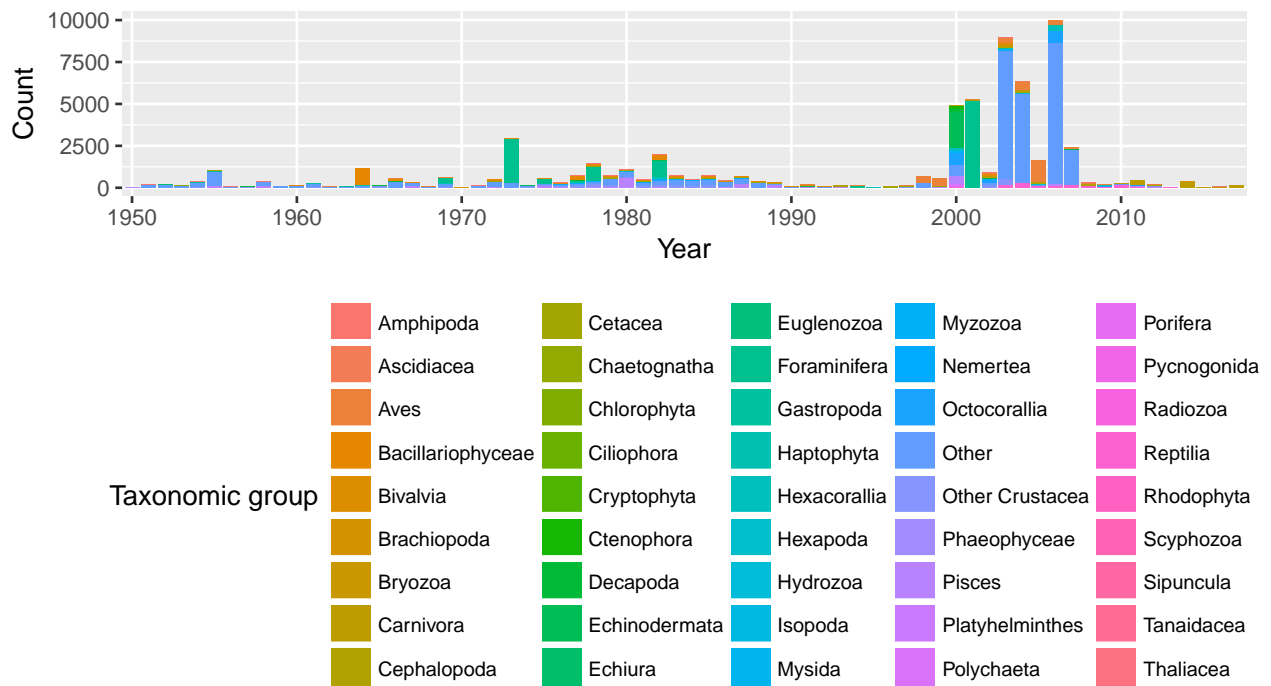 10000
7500
5000
2500
0
Count
1950 1960 1970 1980 1990 2000 2010
Year
Taxonomic group
Amphipoda
Ascidiacea
Aves
Bacillariophyceae
Bivalvia
Brachiopoda
Bryozoa
Carnivora
Cephalopoda
Cetacea
Chaetognatha
Chlorophyta
Ciliophora
Cryptophyta
Ctenophora
Decapoda
Echinodermata
Echiura
Euglenozoa
Foraminifera
Gastropoda
Haptophyta
Hexacorallia
Hexapoda
Hydrozoa
Isopoda
Mysida
Myzozoa
Nemertea
Octocorallia
Other
Other Crustacea
Phaeophyceae
Pisces
Platyhelminthes
Polychaeta
Porifera
Pycnogonida
Radiozoa
Reptilia
Rhodophyta
Scyphozoa
Sipuncula
Tanaidacea
Thaliacea